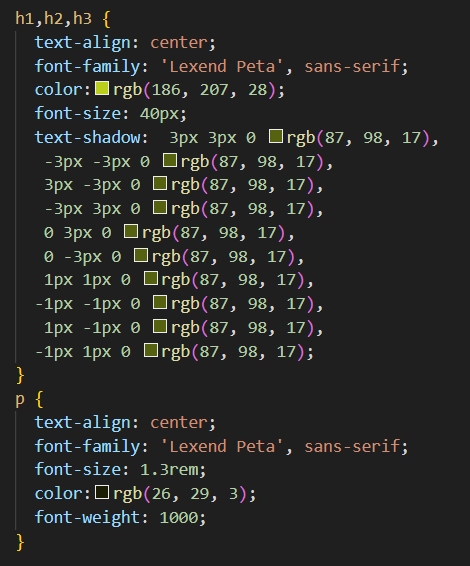 h1,h2,h3 {
text-align: center;
font-family: 'Lexend Peta', sans-serif;
color:rgb(186, 207, 28);
font-size: 40px;
text-shadow:  3px 3px 0 rgb(87, 98, 17),
-3px -3px 0 rgb(87, 98, 17),
3px -3px 0 rgb(87, 98, 17),
-3px 3px 0 rgb(87, 98, 17),
0 3px 0 rgb(87, 98, 17),
0 -3px 0 rgb(87, 98, 17),
1px 1px 0 rgb(87, 98, 17),
-1px -1px 0 rgb(87, 98, 17),
1px -1px 0 rgb(87, 98, 17),
-1px 1px 0 rgb(87, 98, 17);
}
p {
text-align: center;
font-family: 'Lexend Peta', sans-serif;
font-size: 1.3rem;
color:rgb(26, 29, 3);
font-weight: 1000;
}